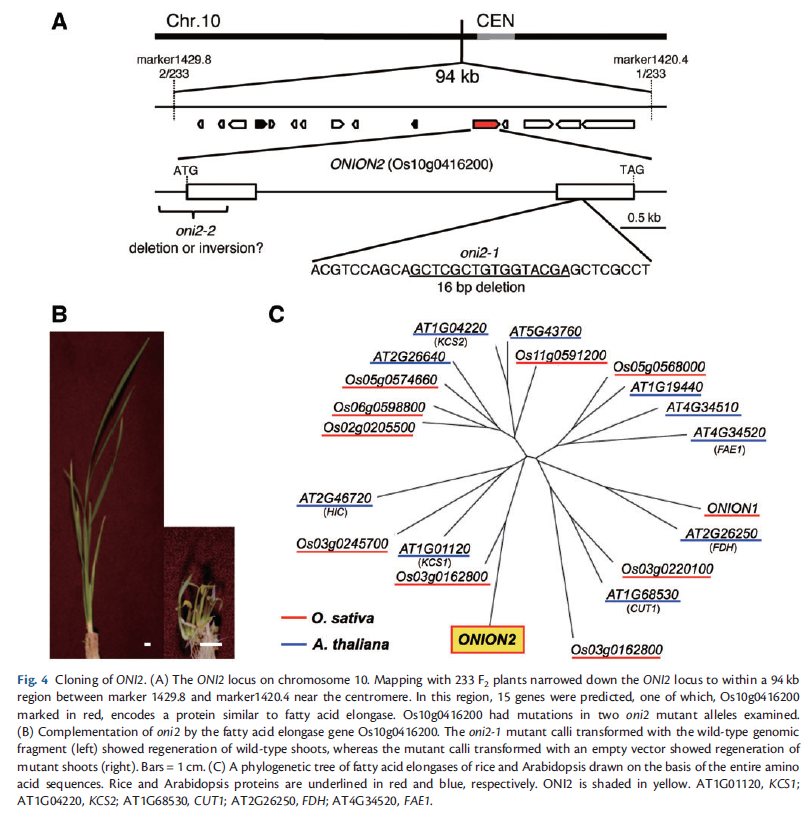 A
Chr.10
CEN
marker1429.8
2/233
94 kb
marker1420.4
1/233
ONION2 (Os10g0416200)
ATG
TAG
oni2-2
deletion or inversion?
0.5 kb
oni2-1
ACGTCCAGCAGCTCGCTGTGGTACGAGCTCGCCT
16 bp deletion
B
C
AT1G04220
(KCS2)
AT5G43760
AT2G26640
Os11g0591200
Os05g0574660
Os05g0568000
AT1G19440
Os06g0598800
AT4G34510
Os02g0205500
AT4G34520
(FAE1)
AT2G46720
(HIC)
ONION1
AT2G26250
(FDH)
Os03g0245700
AT1G01120
(KCS1)
Os03g0220100
Os03g0162800
AT1G68530
(CUT1)
O. sativa
A. thaliana
ONION2
Os03g0162800
Fig. 4 Cloning of ONI2. (A) The ONI2 locus on chromosome 10. Mapping with 233 F2 plants narrowed down the ONI2 locus to within a 94 kb
region between marker 1429.8 and marker1420.4 near the centromere. In this region, 15 genes were predicted, one of which, Os10g0416200
marked in red, encodes a protein similar to fatty acid elongase. Os10g0416200 had mutations in two oni2 mutant alleles examined.
(B) Complementation of oni2 by the fatty acid elongase gene Os10g0416200. The oni2-1 mutant calli transformed with the wild-type genomic
fragment (left) showed regeneration of wild-type shoots, whereas the mutant calli transformed with an empty vector showed regeneration of
mutant shoots (right). Bars = 1 cm. (C) A phylogenetic tree of fatty acid elongases of rice and Arabidopsis drawn on the basis of the entire amino
acid sequences. Rice and Arabidopsis proteins are underlined in red and blue, respectively. ONI2 is shaded in yellow. AT1G01120, KCS1;
AT1G04220, KCS2; AT1G68530, CUT1; AT2G26250, FDH; AT4G34520, FAE1.